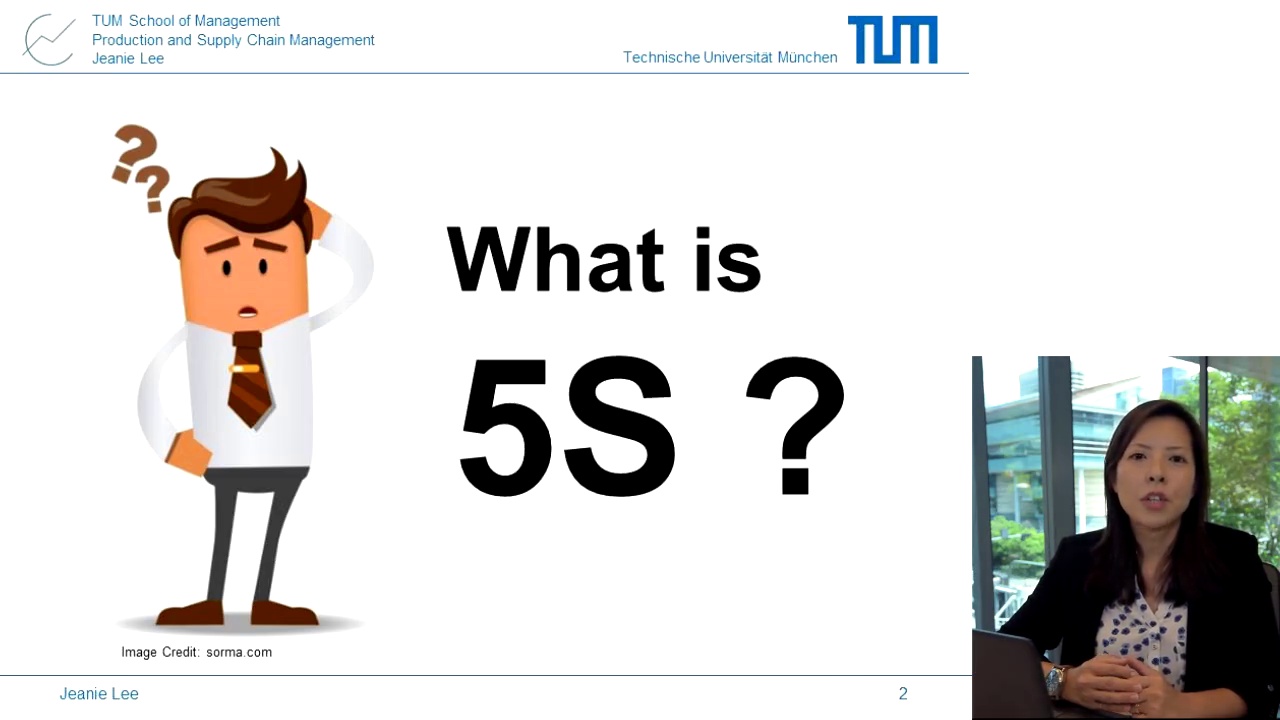 TUM School of Management
Production and Supply Chain Management
Jeanie Lee
Technische Universität München
TUM
? ?
What is
5S ?
Image Credit: sorma.com
Jeanie Lee
2